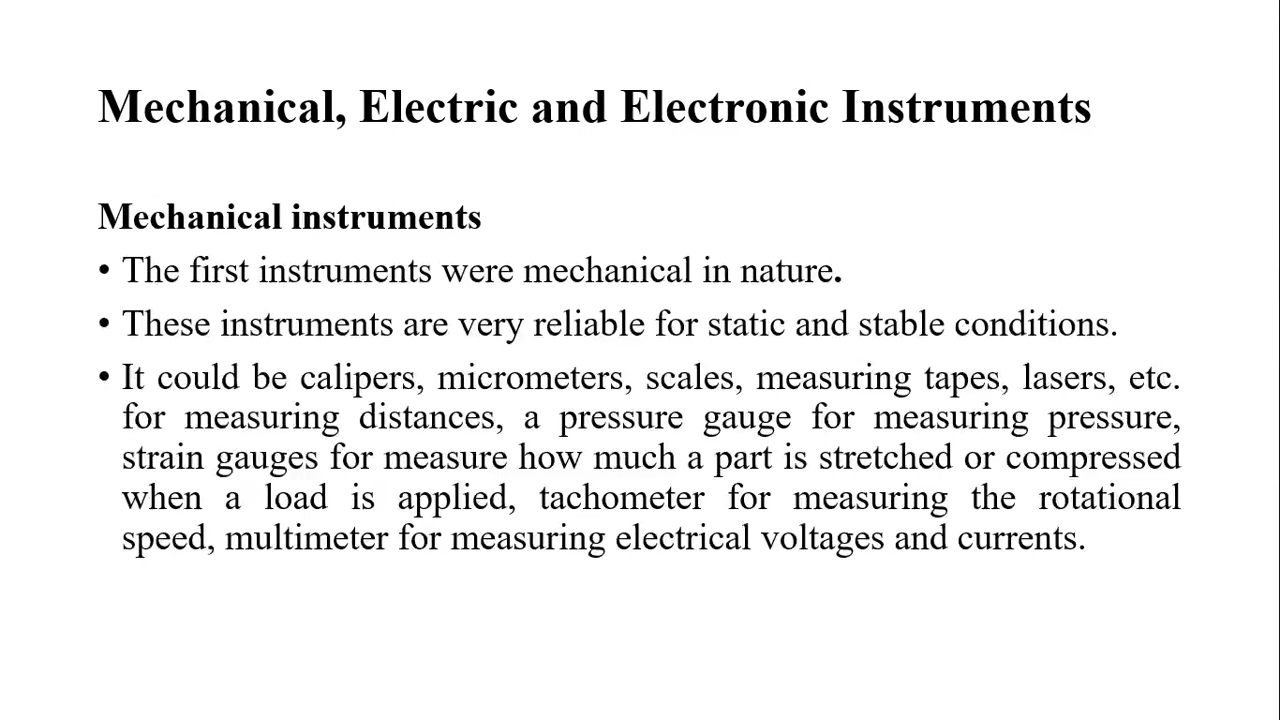 Mechanical, Electric and Electronic Instruments
Mechanical instruments
• The first instruments were mechanical in nature.
• These instruments are very reliable for static and stable conditions.
• It could be calipers, micrometers, scales, measuring tapes, lasers, etc.
for measuring distances, a pressure gauge for measuring pressure,
strain gauges for measure how much a part is stretched or compressed
when a load is applied, tachometer for measuring the rotational
speed, multimeter for measuring electrical voltages and currents.